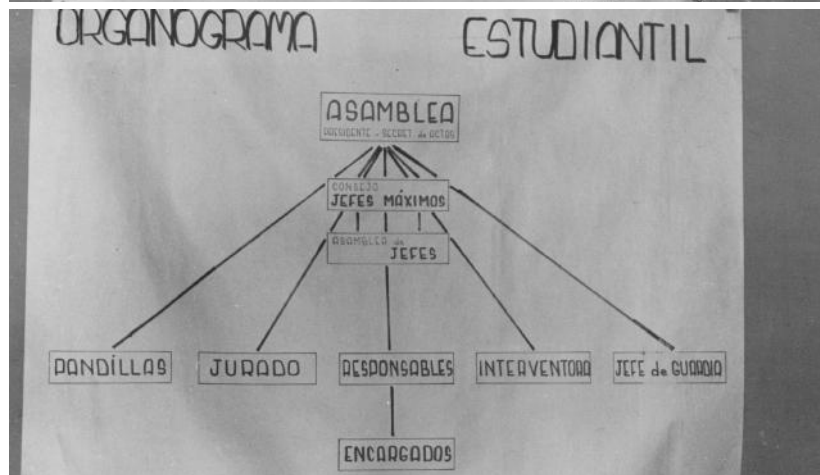 ORGANOGRAMA ESTUDIANTIL
ASAMBLEA
PRESIDENTE - SECRET. de ACTAS
CONSEJO
JEFES MÁXIMOS
ASAMBLEA de
JEFES
PANDÍLLAS JURADO RESPONSABLES INTERVENTORA JEFE de GUARDIA
ENCARGADOS